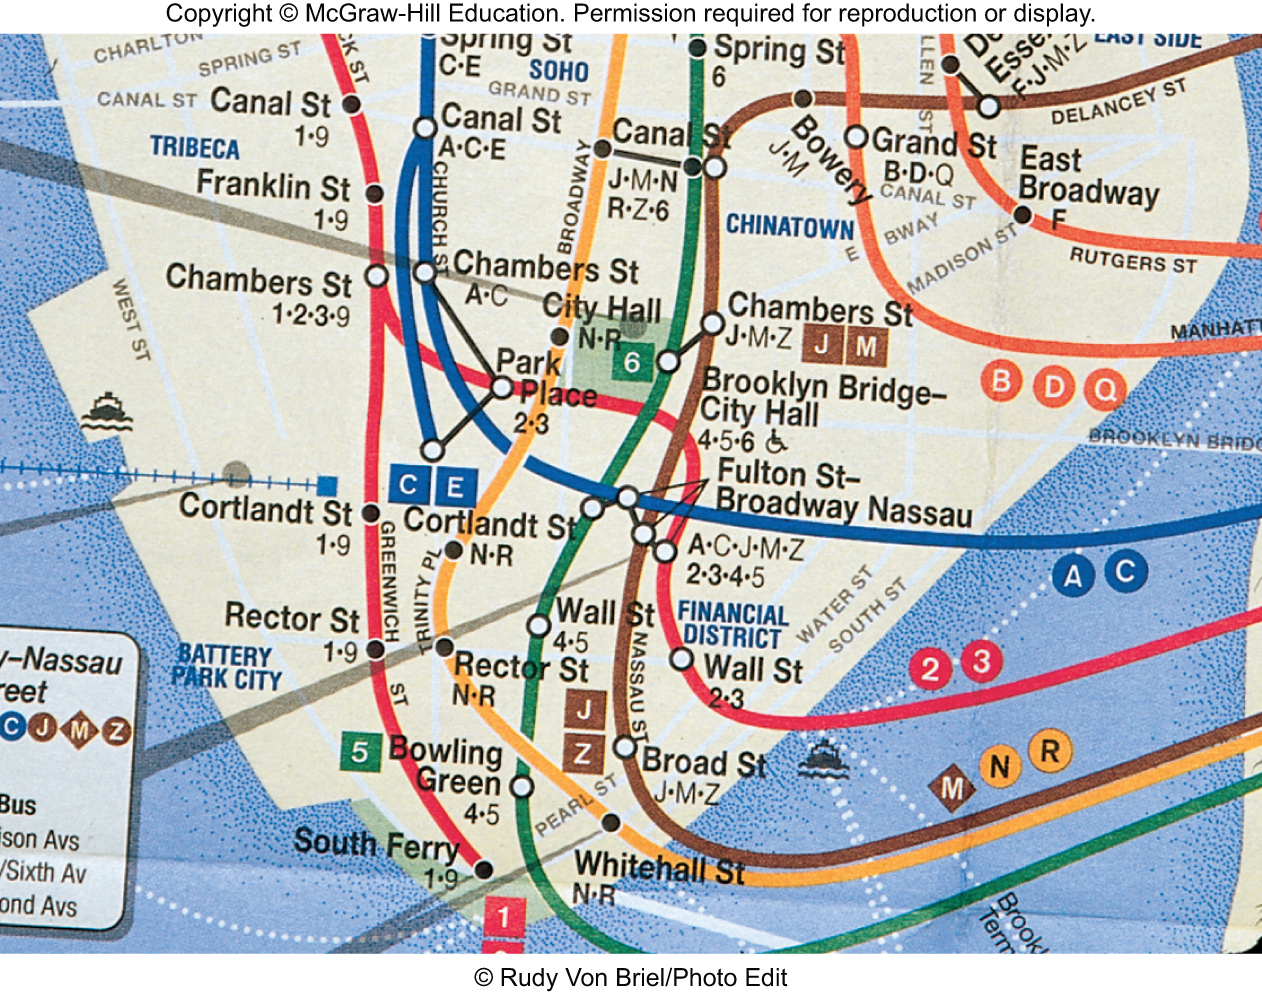 Copyright © McGraw-Hill Education. Permission required for reproduction or display.
CHARLTON
SPRING ST
CANAL ST
Canal St
1·9
TRIBECA
Franklin St
1·9
Chambers St
1·2·3·9
WEST ST
Spring St
C·E
SOHO
GRAND ST
Canal St
A·C·E
CHURCH ST
BROADWAY
Chambers St
A·C
City Hall
N·R
Park
Place
2·3
Spring St
6
Canal St
J·M·N
R·Z·6
Bowery
J·M
Grand St
B·D·Q
CANAL ST
EAST SIDE
F·J·M·Z
DELANCEY ST
East
Broadway
F
RUTGERS ST
CHINATOWN
E
BWAY
MADISON ST
MANHAT
Chambers St
J·M·Z
J M
6
Brooklyn Bridge–
City Hall
4·5·6
B D Q
BROOKLYN BRIDG
C E
Fulton St–
Broadway Nassau
A·C·J·M·Z
2·3·4·5
A C
Cortlandt St
1·9
GREENWICH
ST
Cortlandt St
N·R
TRINITY PL
Rector St
1·9
BATTERY
PARK CITY
Wall St
4·5
Rector St
N·R
FINANCIAL
DISTRICT
WATER ST
SOUTH ST
Wall St
2·3
2 3
NASSAU ST
J
Z
Broad St
J·M·Z
5
Bowling
Green
4·5
PEARL ST
South Ferry
1·9
1
Whitehall St
N·R
M N R
y–Nassau
reet
C J M Z
Bus
ison Avs
/Sixth Av
ond Avs
Brookl
Term
© Rudy Von Briel/Photo Edit